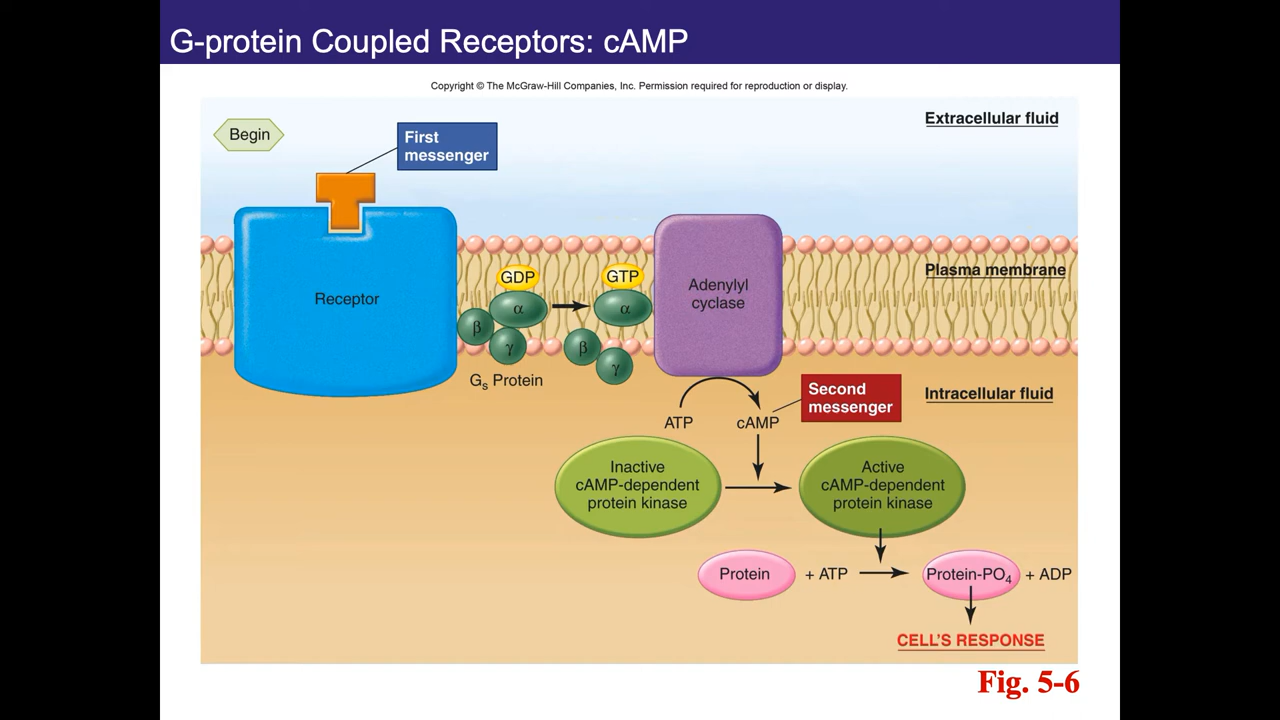 G-protein Coupled Receptors: cAMP
Copyright © The McGraw-Hill Companies, Inc. Permission required for reproduction or display.
Begin
First
messenger
Extracellular fluid
Receptor
GDP
α
β
γ
Gs Protein
GTP
α
β
γ
Adenylyl
cyclase
Plasma membrane
Intracellular fluid
ATP
cAMP
Second
messenger
Inactive
cAMP-dependent
protein kinase
Active
cAMP-dependent
protein kinase
Protein + ATP
Protein-PO4 + ADP
CELL'S RESPONSE
Fig. 5-6